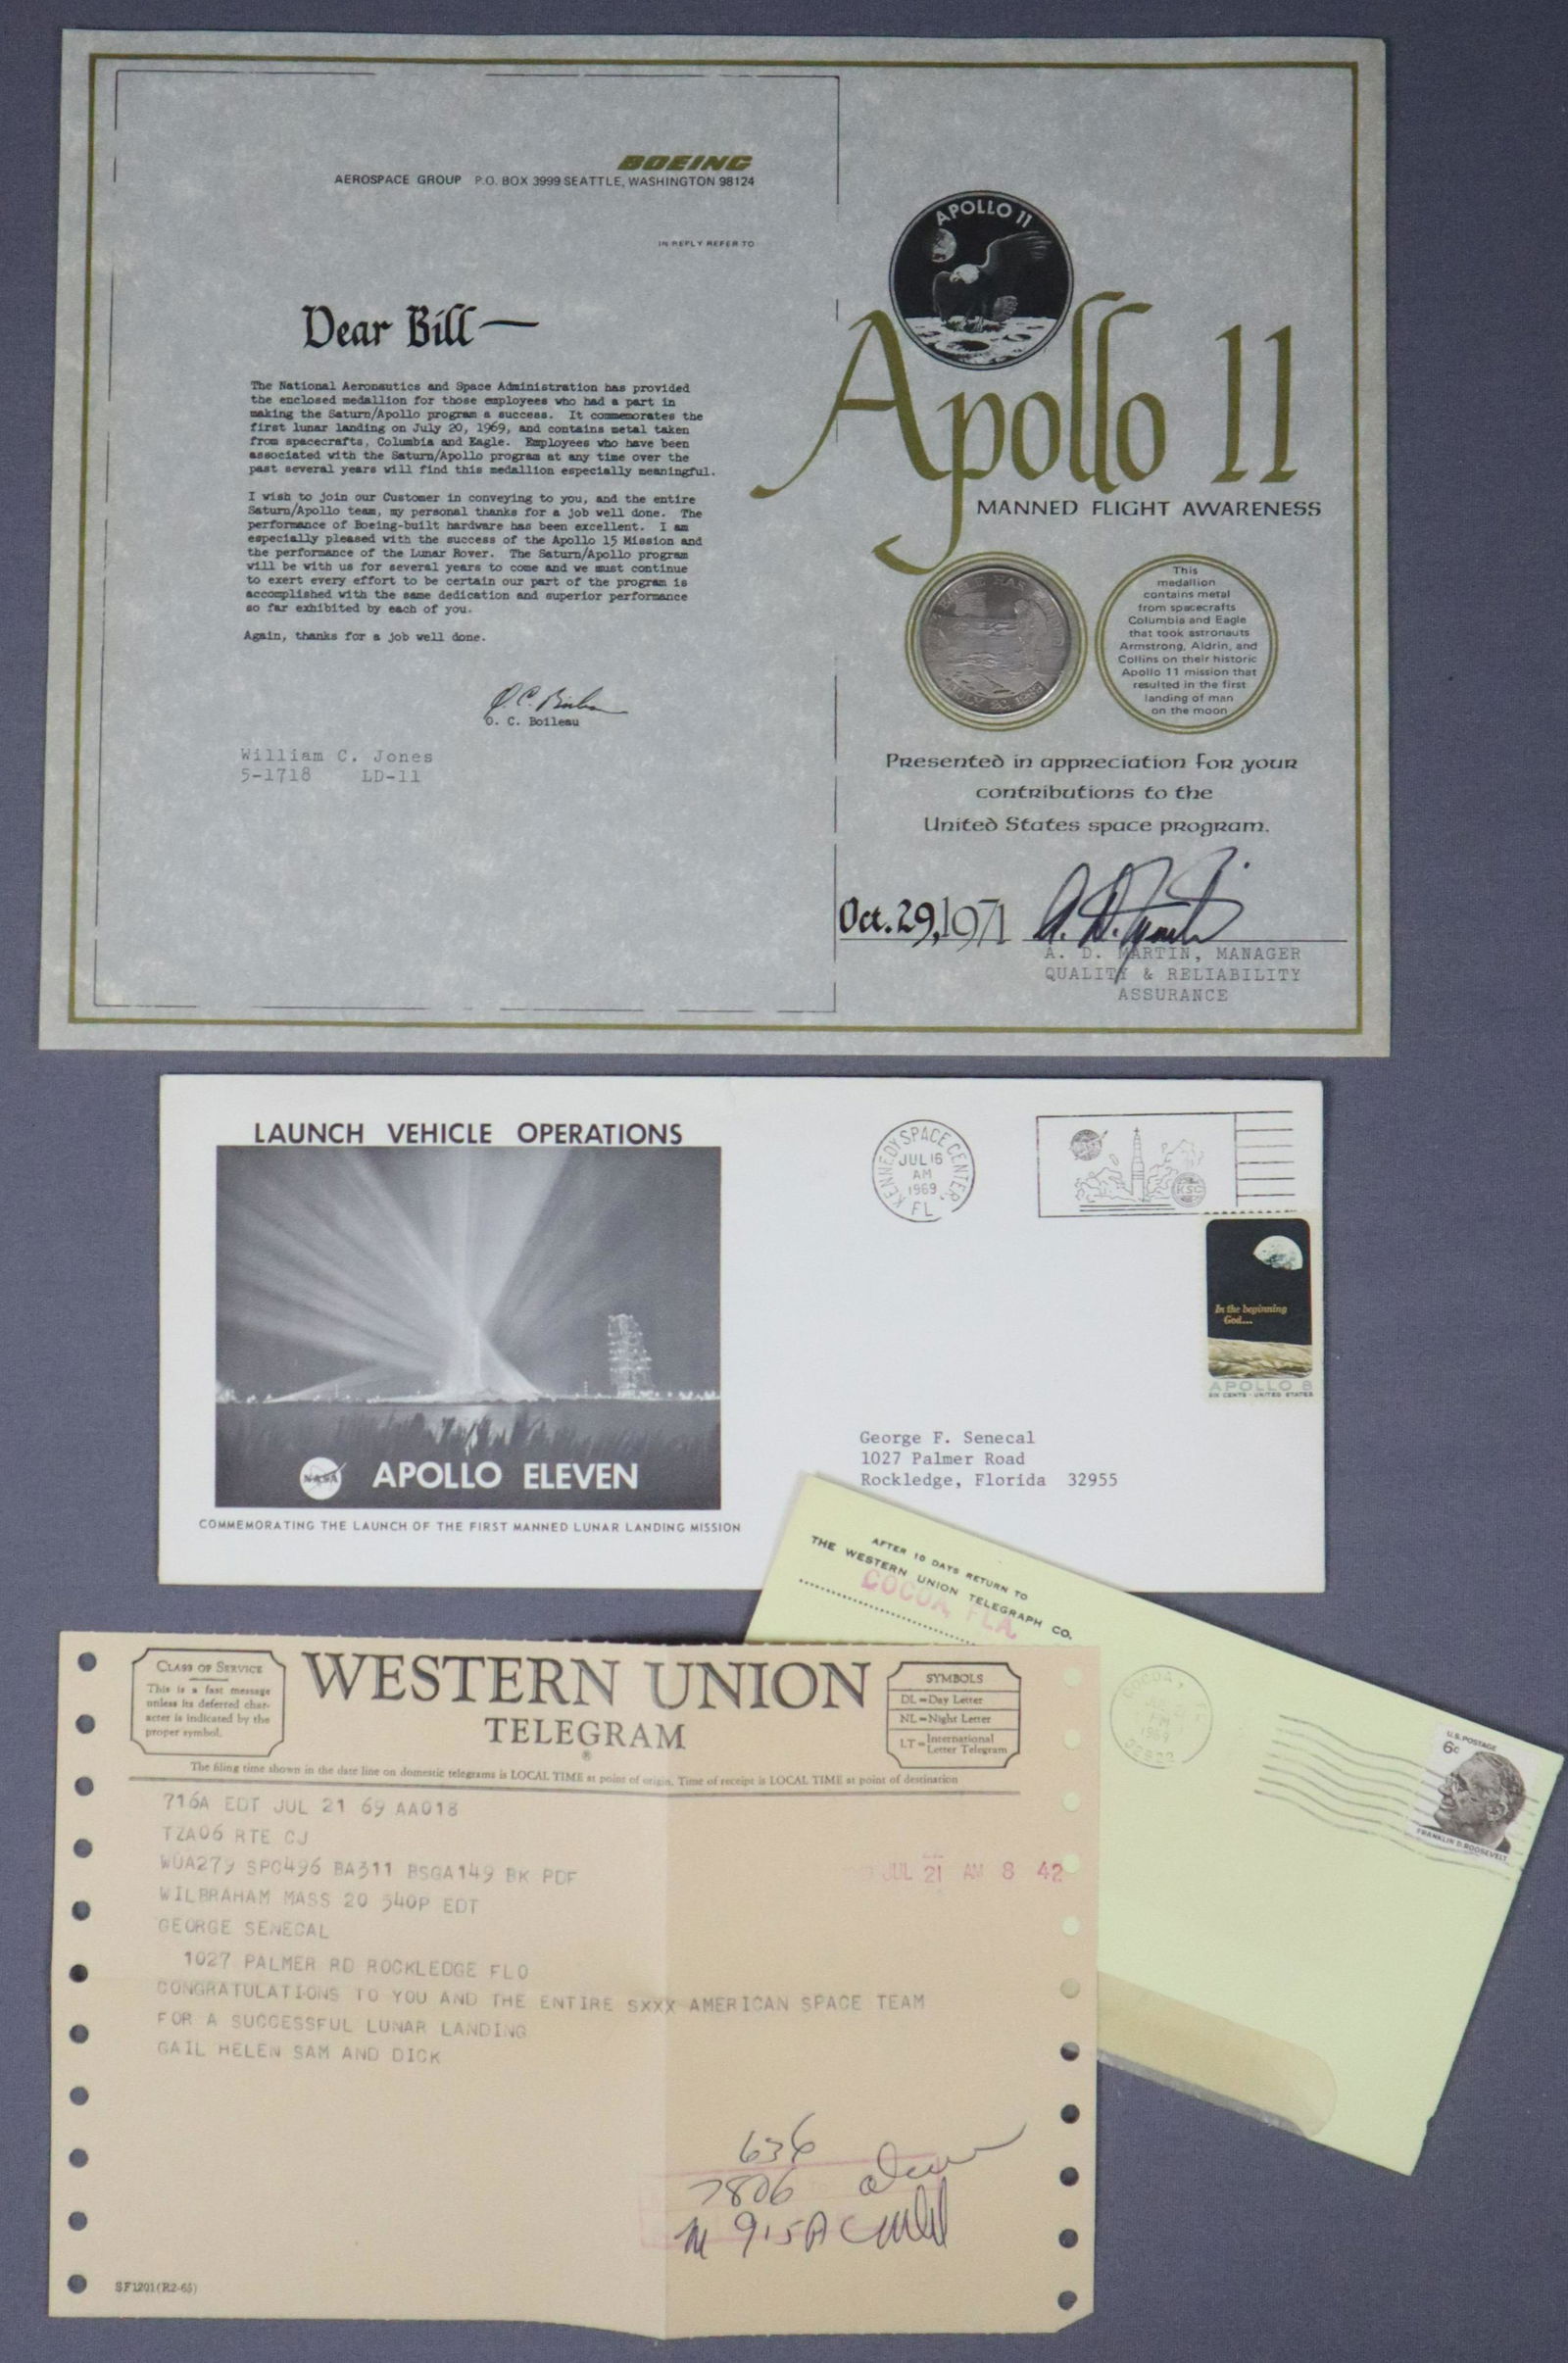 BOEING
AEROSPACE GROUP P.O. BOX 3999 SEATTLE, WASHINGTON 98124
IN REPLY REFER TO
Dear Bill —
The National Aeronautics and Space Administration has provided
the enclosed medallion for those employees who had a part in
making the Saturn/Apollo program a success. It commemorates the
first lunar landing on July 20, 1969, and contains metal taken
from spacecrafts, Columbia and Eagle. Employees who have been
associated with the Saturn/Apollo program at any time over the
past several years will find this medallion especially meaningful.
I wish to join our Customer in conveying to you, and the entire
Saturn/Apollo team, my personal thanks for a job well done. The
performance of Boeing-built hardware has been excellent. I am
especially pleased with the success of the Apollo 15 Mission and
the performance of the Lunar Rover. The Saturn/Apollo program
will be with us for several years to come and we must continue
to exert every effort to be certain our part of the program is
accomplished with the same dedication and superior performance
so far exhibited by each of you.
Again, thanks for a job well done.
O. C. Boileau
William C. Jones
5-1718 LD-11
APOLLO 11
Apollo 11
MANNED FLIGHT AWARENESS
This
medallion
contains metal
from spacecrafts
Columbia and Eagle
that took astronauts
Armstrong, Aldrin, and
Collins on their historic
Apollo 11 mission that
resulted in the first
landing of man
on the moon
Presented in appreciation for your
contributions to the
United States space program.
Oct. 29, 1971
A. D. MARTIN, MANAGER
QUALITY & RELIABILITY
ASSURANCE
LAUNCH VEHICLE OPERATIONS
NASA
APOLLO ELEVEN
COMMEMORATING THE LAUNCH OF THE FIRST MANNED LUNAR LANDING MISSION
KENNEDY SPACE CENTER,
JUL 16
AM
1969
FL
KSC
In the beginning
God...
APOLLO 8
SIX CENTS · UNITED STATES
George F. Senecal
1027 Palmer Road
Rockledge, Florida 32955
AFTER 10 DAYS RETURN TO
THE WESTERN UNION TELEGRAPH CO.
COCOA, FLA.
COCOA,
1969
U.S. POSTAGE
6c
FRANKLIN D. ROOSEVELT
CLASS OF SERVICE
This is a fast message
unless its deferred char-
acter is indicated by the
proper symbol.
WESTERN UNION
TELEGRAM
SYMBOLS
DL=Day Letter
NL=Night Letter
LT=International
Letter Telegram
The filing time shown in the date line on domestic telegrams is LOCAL TIME at point of origin. Time of receipt is LOCAL TIME at point of destination
716A EDT JUL 21 69 AA018
TZA06 RTE CJ
WUA279 SPC496 BA311 BSGA149 BK PDF
JUL 21 AM 8 42
WILBRAHAM MASS 20 540P EDT
GEORGE SENECAL
1027 PALMER RD ROCKLEDGE FLO
CONGRATULATIONS TO YOU AND THE ENTIRE SXXX AMERICAN SPACE TEAM
FOR A SUCCESSFUL LUNAR LANDING
GAIL HELEN SAM AND DICK
636
7806
M 915A
SF1201(R2-65)